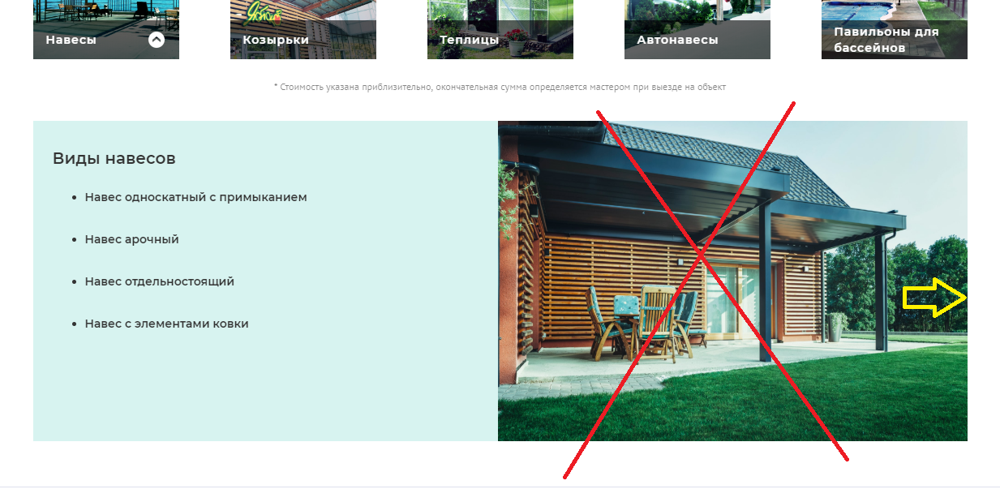 Навесы
Козырьки
Теплицы
Автонавесы
Павильоны для
бассейнов
* Стоимость указана приблизительно, окончательная сумма определяется мастером при выезде на объект
Виды навесов
• Навес односкатный с примыканием
• Навес арочный
• Навес отдельностоящий
• Навес с элементами ковки